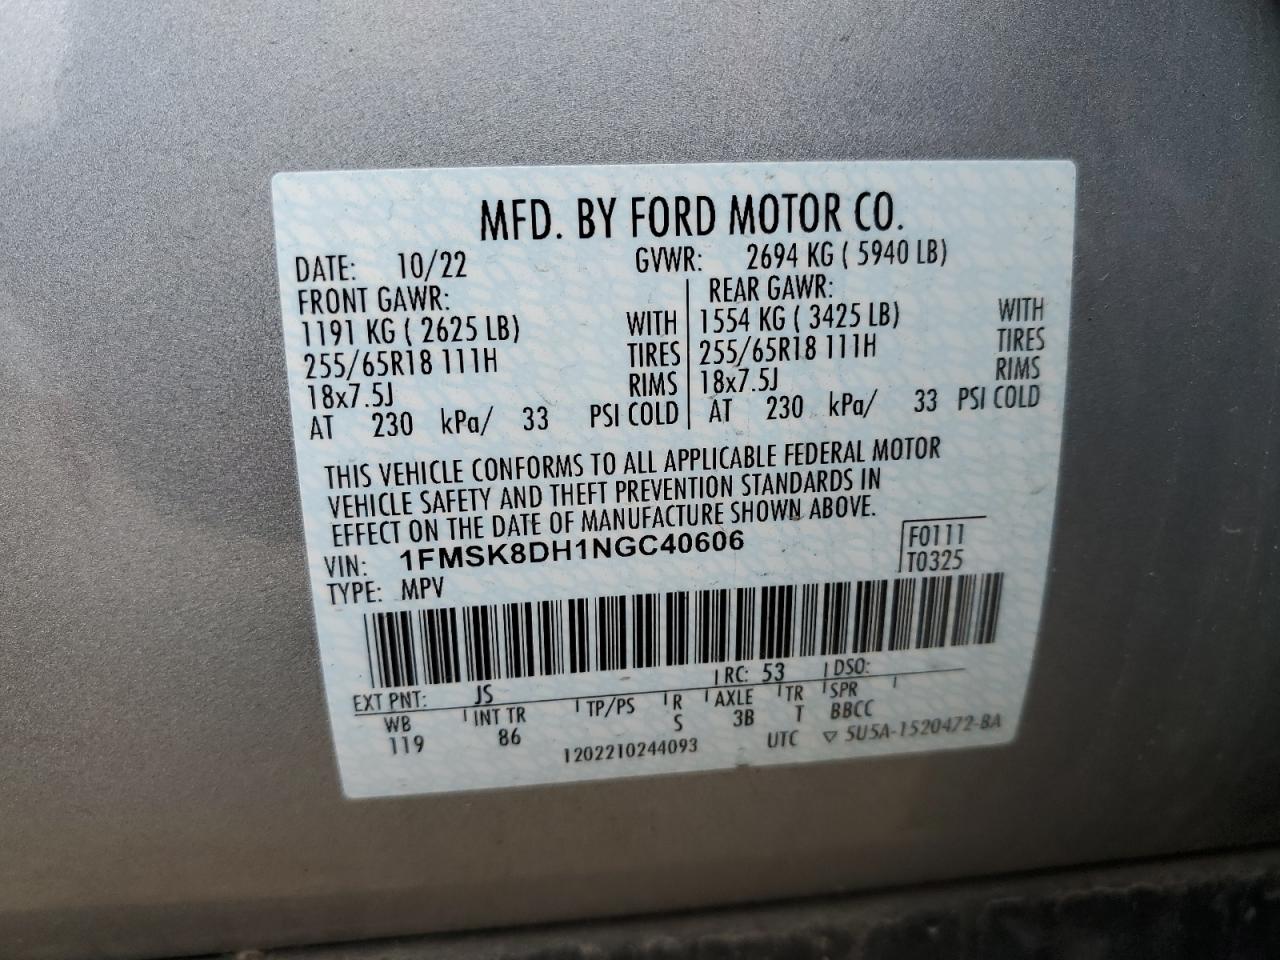 MFD. BY FORD MOTOR CO.
DATE: 10/22 GVWR: 2694 KG ( 5940 LB)
FRONT GAWR: REAR GAWR:
1191 KG ( 2625 LB) WITH 1554 KG ( 3425 LB) WITH
255/65R18 111H TIRES 255/65R18 111H TIRES
18x7.5J RIMS 18x7.5J RIMS
AT 230 kPa/ 33 PSI COLD AT 230 kPa/ 33 PSI COLD
THIS VEHICLE CONFORMS TO ALL APPLICABLE FEDERAL MOTOR
VEHICLE SAFETY AND THEFT PREVENTION STANDARDS IN
EFFECT ON THE DATE OF MANUFACTURE SHOWN ABOVE.
VIN: 1FMSK8DH1NGC40606 F0111
TYPE: MPV T0325
EXT PNT: JS RC: 53 DSO:
WB INT TR TP/PS R AXLE TR SPR
119 86 S 3B T BBCC
1202210244093 UTC ▽ 5U5A-1520472-BA